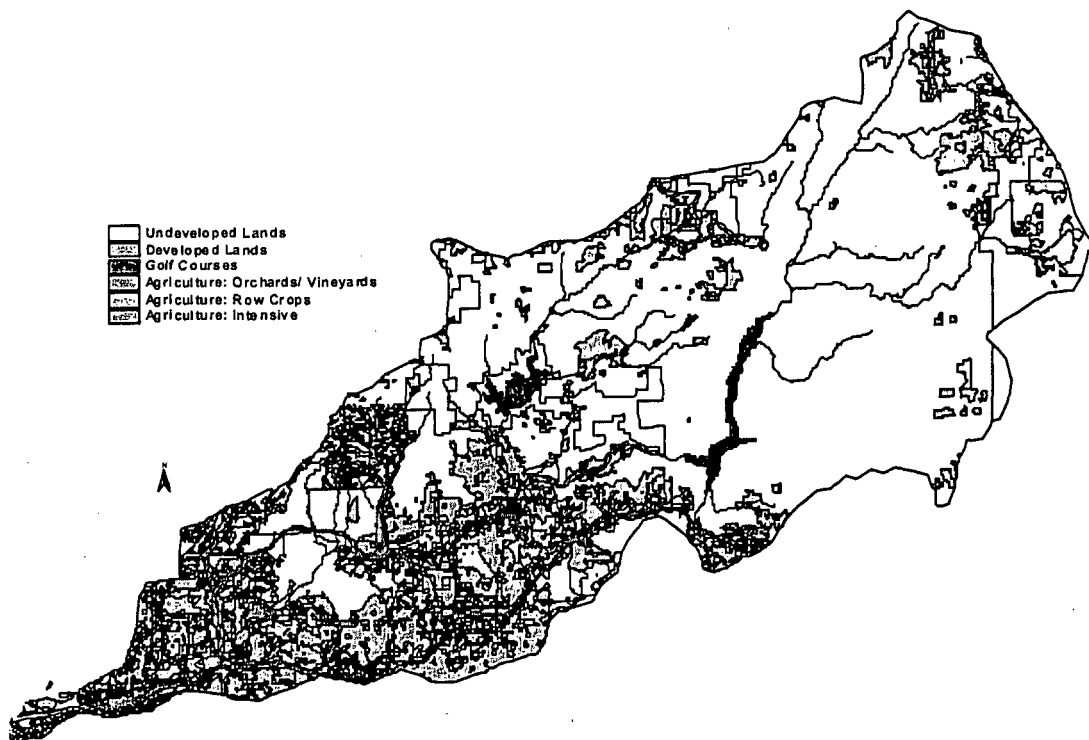 Undeveloped Lands
Developed Lands
Golf Courses
Agriculture: Orchards/ Vineyards
Agriculture: Row Crops
Agriculture: Intensive
N